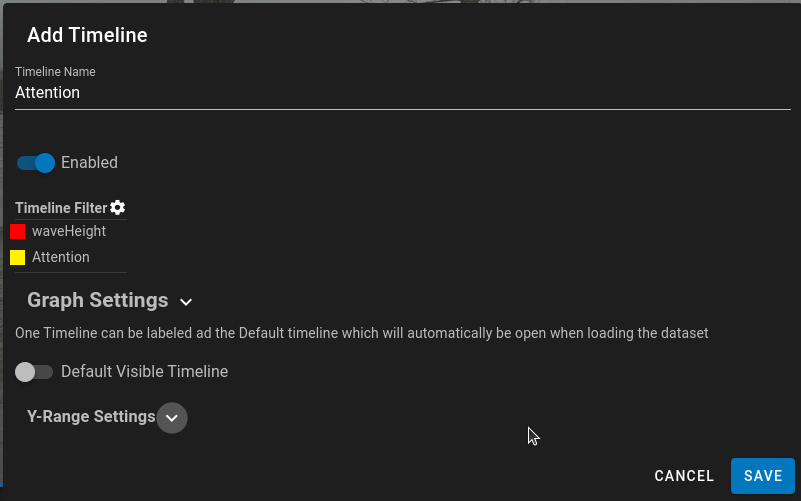 Add Timeline
Timeline Name
Attention
Enabled
Timeline Filter
waveHeight
Attention
Graph Settings
One Timeline can be labeled ad the Default timeline which will automatically be open when loading the dataset
Default Visible Timeline
Y-Range Settings
CANCEL SAVE